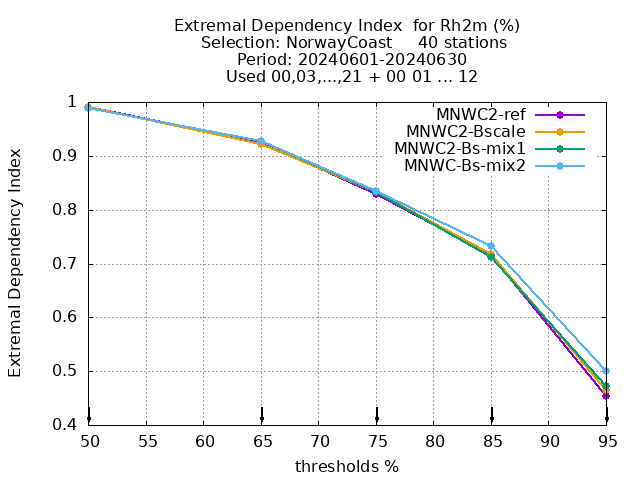 Extremal Dependency Index  for Rh2m (%)
Selection: NorwayCoast     40 stations
Period: 20240601-20240630
Used 00,03,...,21 + 00 01 ... 12
MNWC2-ref
MNWC2-Bscale
MNWC2-Bs-mix1
MNWC-Bs-mix2
Extremal Dependency Index
1
0.9
0.8
0.7
0.6
0.5
0.4
50 55 60 65 70 75 80 85 90 95
thresholds %